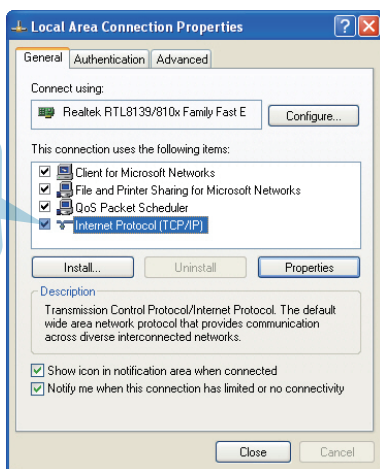 Local Area Connection Properties
General Authentication Advanced
Connect using:
Realtek RTL8139/810x Family Fast E Configure...
This connection uses the following items:
Client for Microsoft Networks
File and Printer Sharing for Microsoft Networks
QoS Packet Scheduler
Internet Protocol (TCP/IP)
Install... Uninstall Properties
Description
Transmission Control Protocol/Internet Protocol. The default
wide area network protocol that provides communication
across diverse interconnected networks.
Show icon in notification area when connected
Notify me when this connection has limited or no connectivity
Close Cancel